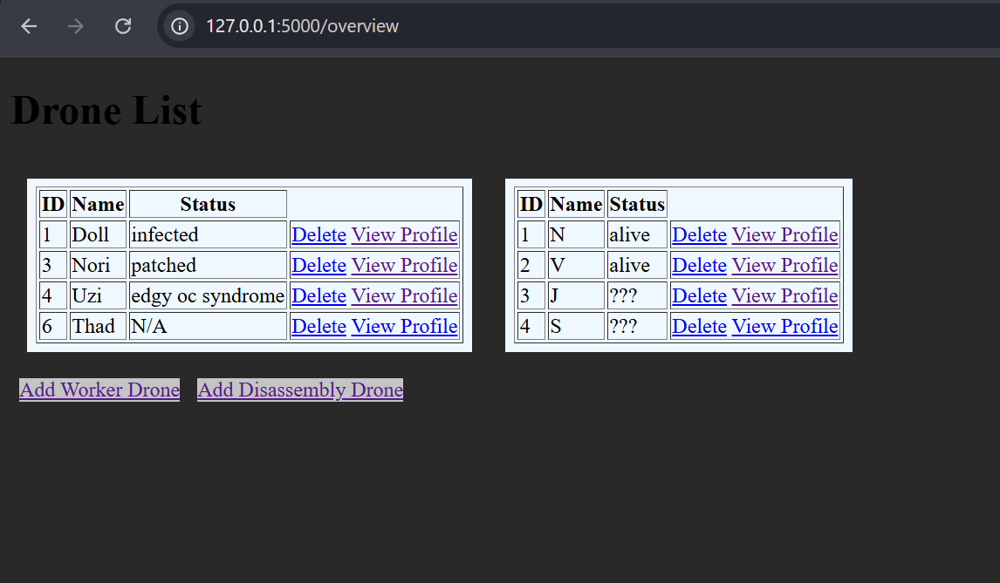 127.0.0.1:5000/overview
Drone List
ID Name Status
1 Doll infected Delete View Profile
3 Nori patched Delete View Profile
4 Uzi edgy oc syndrome Delete View Profile
6 Thad N/A Delete View Profile
ID Name Status
1 N alive Delete View Profile
2 V alive Delete View Profile
3 J ??? Delete View Profile
4 S ??? Delete View Profile
Add Worker Drone Add Disassembly Drone